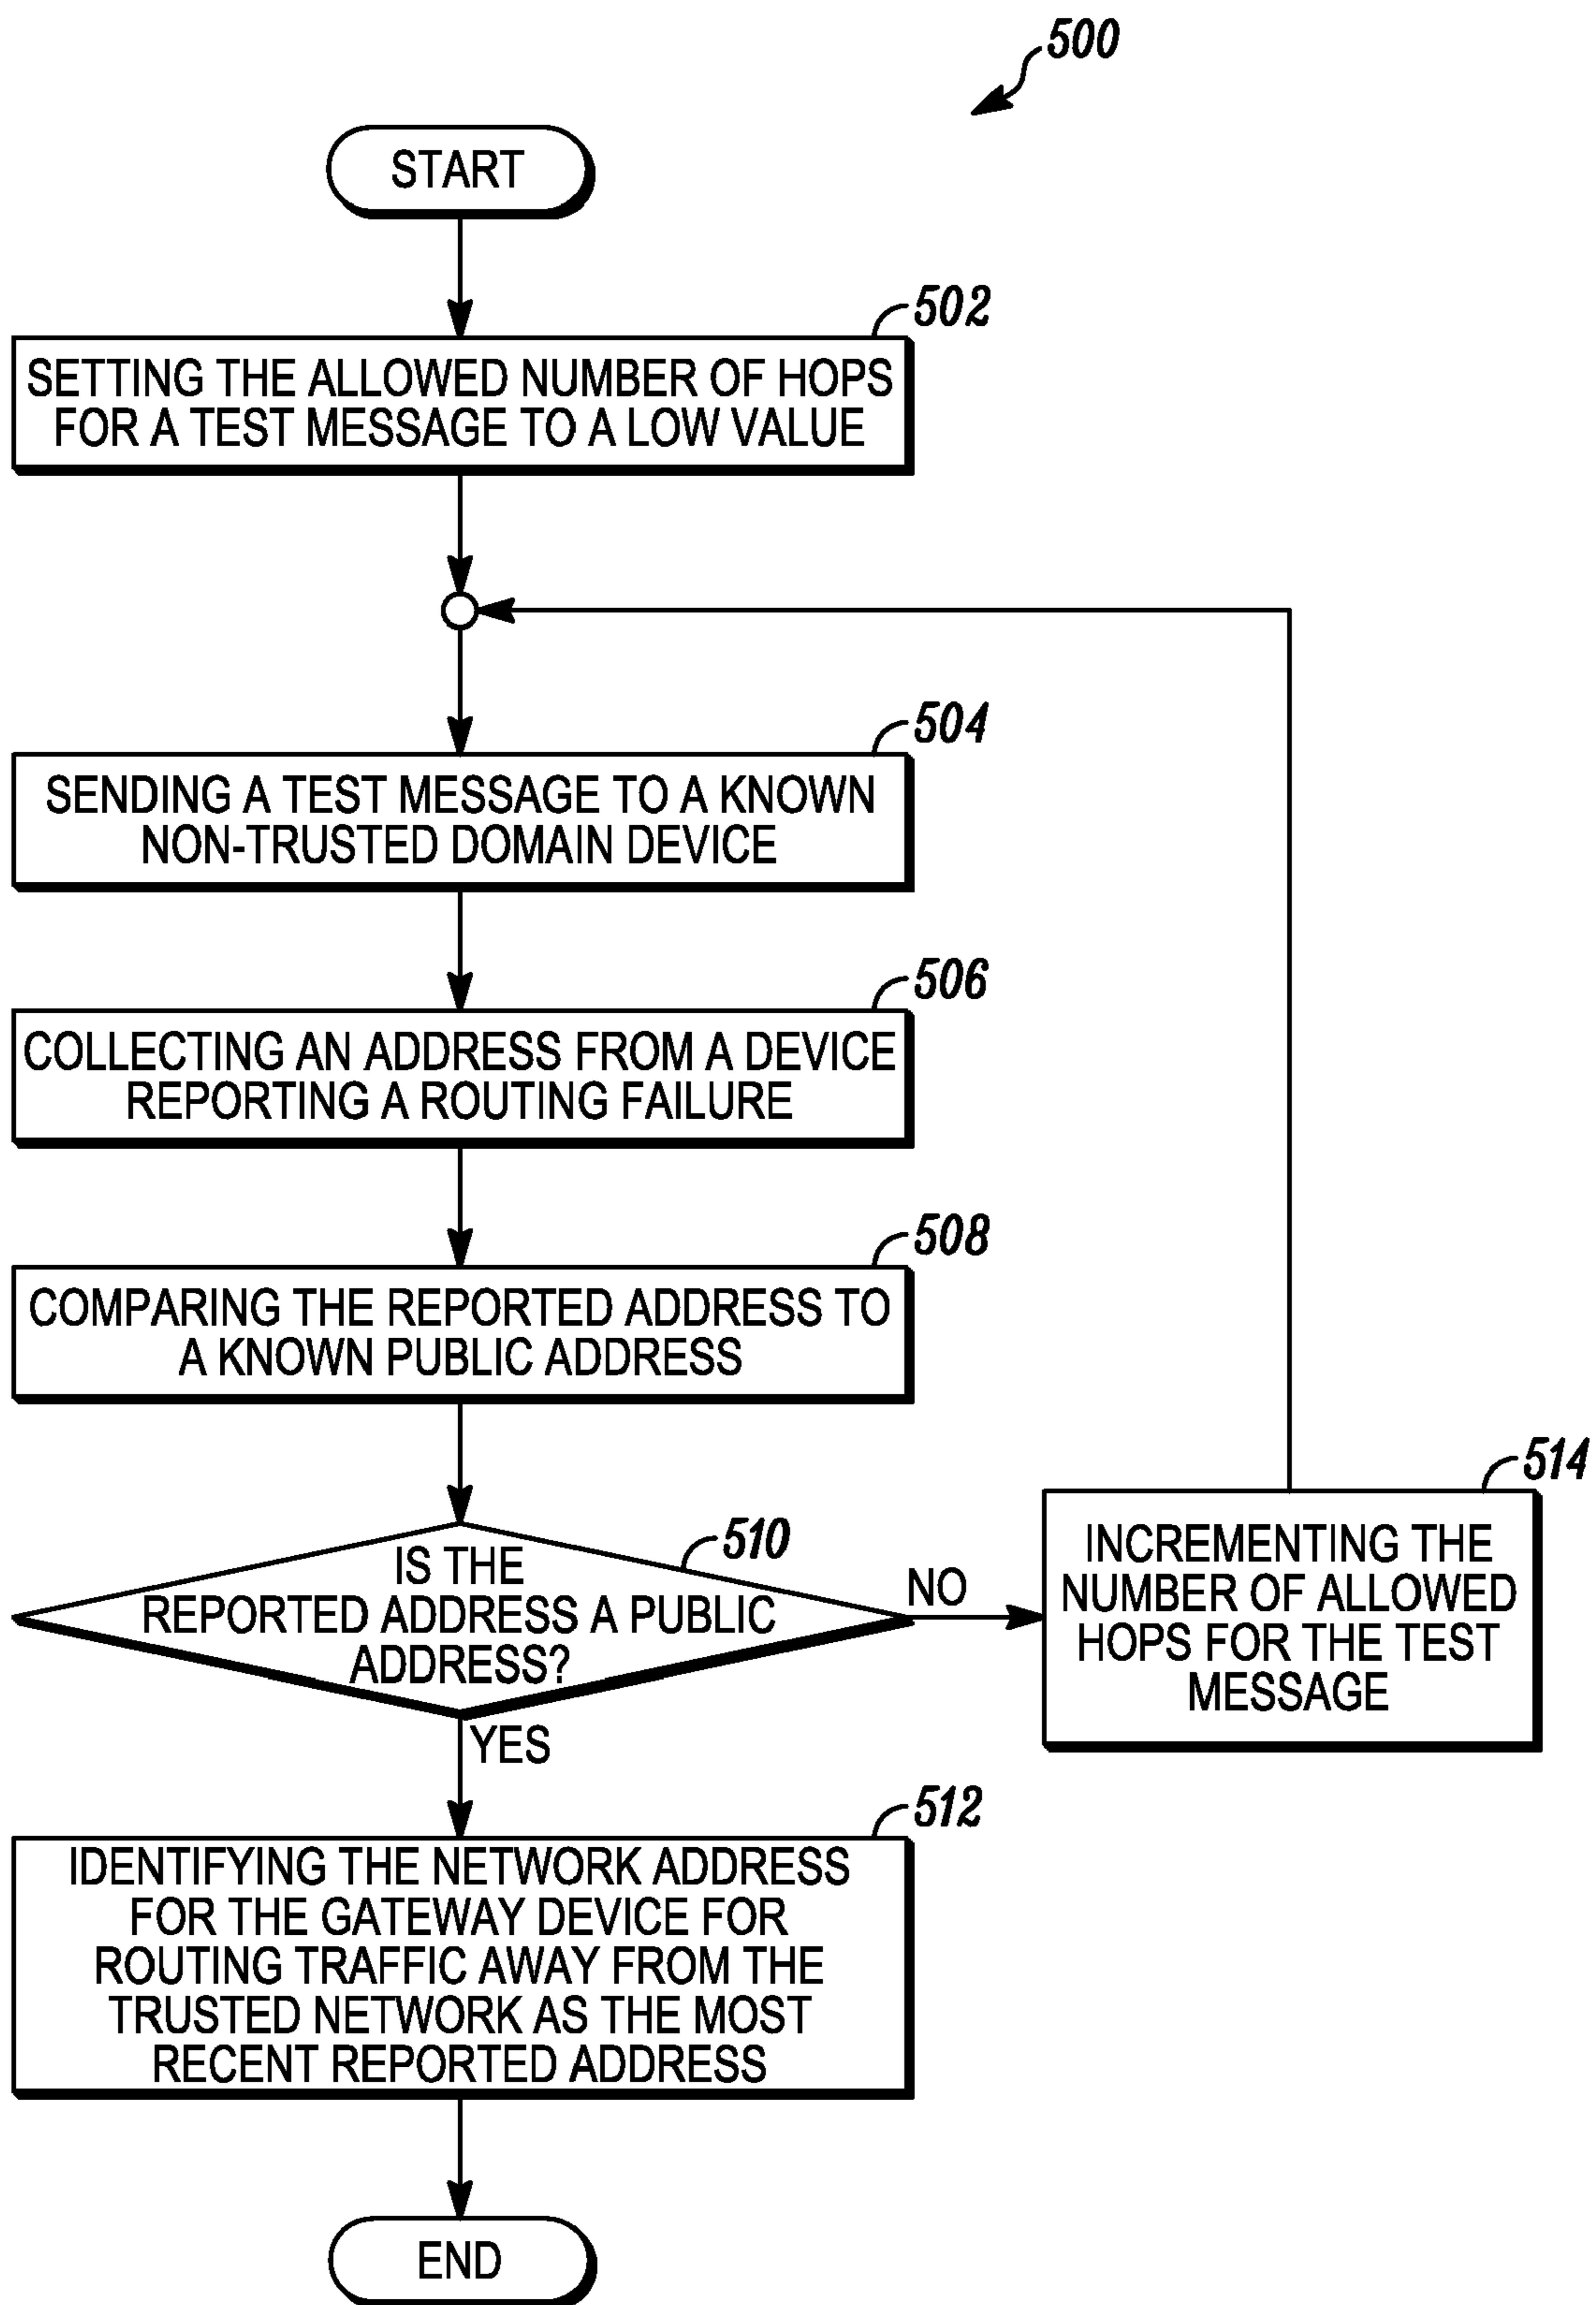 500
START
502
SETTING THE ALLOWED NUMBER OF HOPS
FOR A TEST MESSAGE TO A LOW VALUE
504
SENDING A TEST MESSAGE TO A KNOWN
NON-TRUSTED DOMAIN DEVICE
506
COLLECTING AN ADDRESS FROM A DEVICE
REPORTING A ROUTING FAILURE
508
COMPARING THE REPORTED ADDRESS TO
A KNOWN PUBLIC ADDRESS
510
IS THE
REPORTED ADDRESS A PUBLIC
ADDRESS?
NO
514
INCREMENTING THE
NUMBER OF ALLOWED
HOPS FOR THE TEST
MESSAGE
YES
512
IDENTIFYING THE NETWORK ADDRESS
FOR THE GATEWAY DEVICE FOR
ROUTING TRAFFIC AWAY FROM THE
TRUSTED NETWORK AS THE MOST
RECENT REPORTED ADDRESS
END